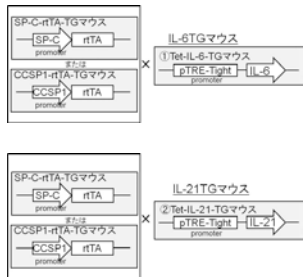 SP-C-rtTA-TGマウス
SP-C rtTA
promoter
または
CCSP1-rtTA-TGマウス
CCSP1 rtTA
promoter
×
IL-6TGマウス
①Tet-IL-6-TGマウス
pTRE-Tight IL-6
promoter
SP-C-rtTA-TGマウス
SP-C rtTA
promoter
または
CCSP1-rtTA-TGマウス
CCSP1 rtTA
promoter
×
IL-21TGマウス
②Tet-IL-21-TGマウス
pTRE-Tight IL-21
promoter